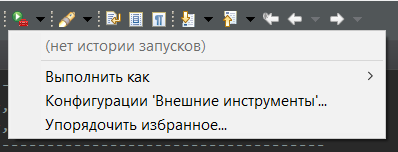 (нет истории запусков)
Выполнить как
Конфигурации 'Внешние инструменты'...
Упорядочить избранное...